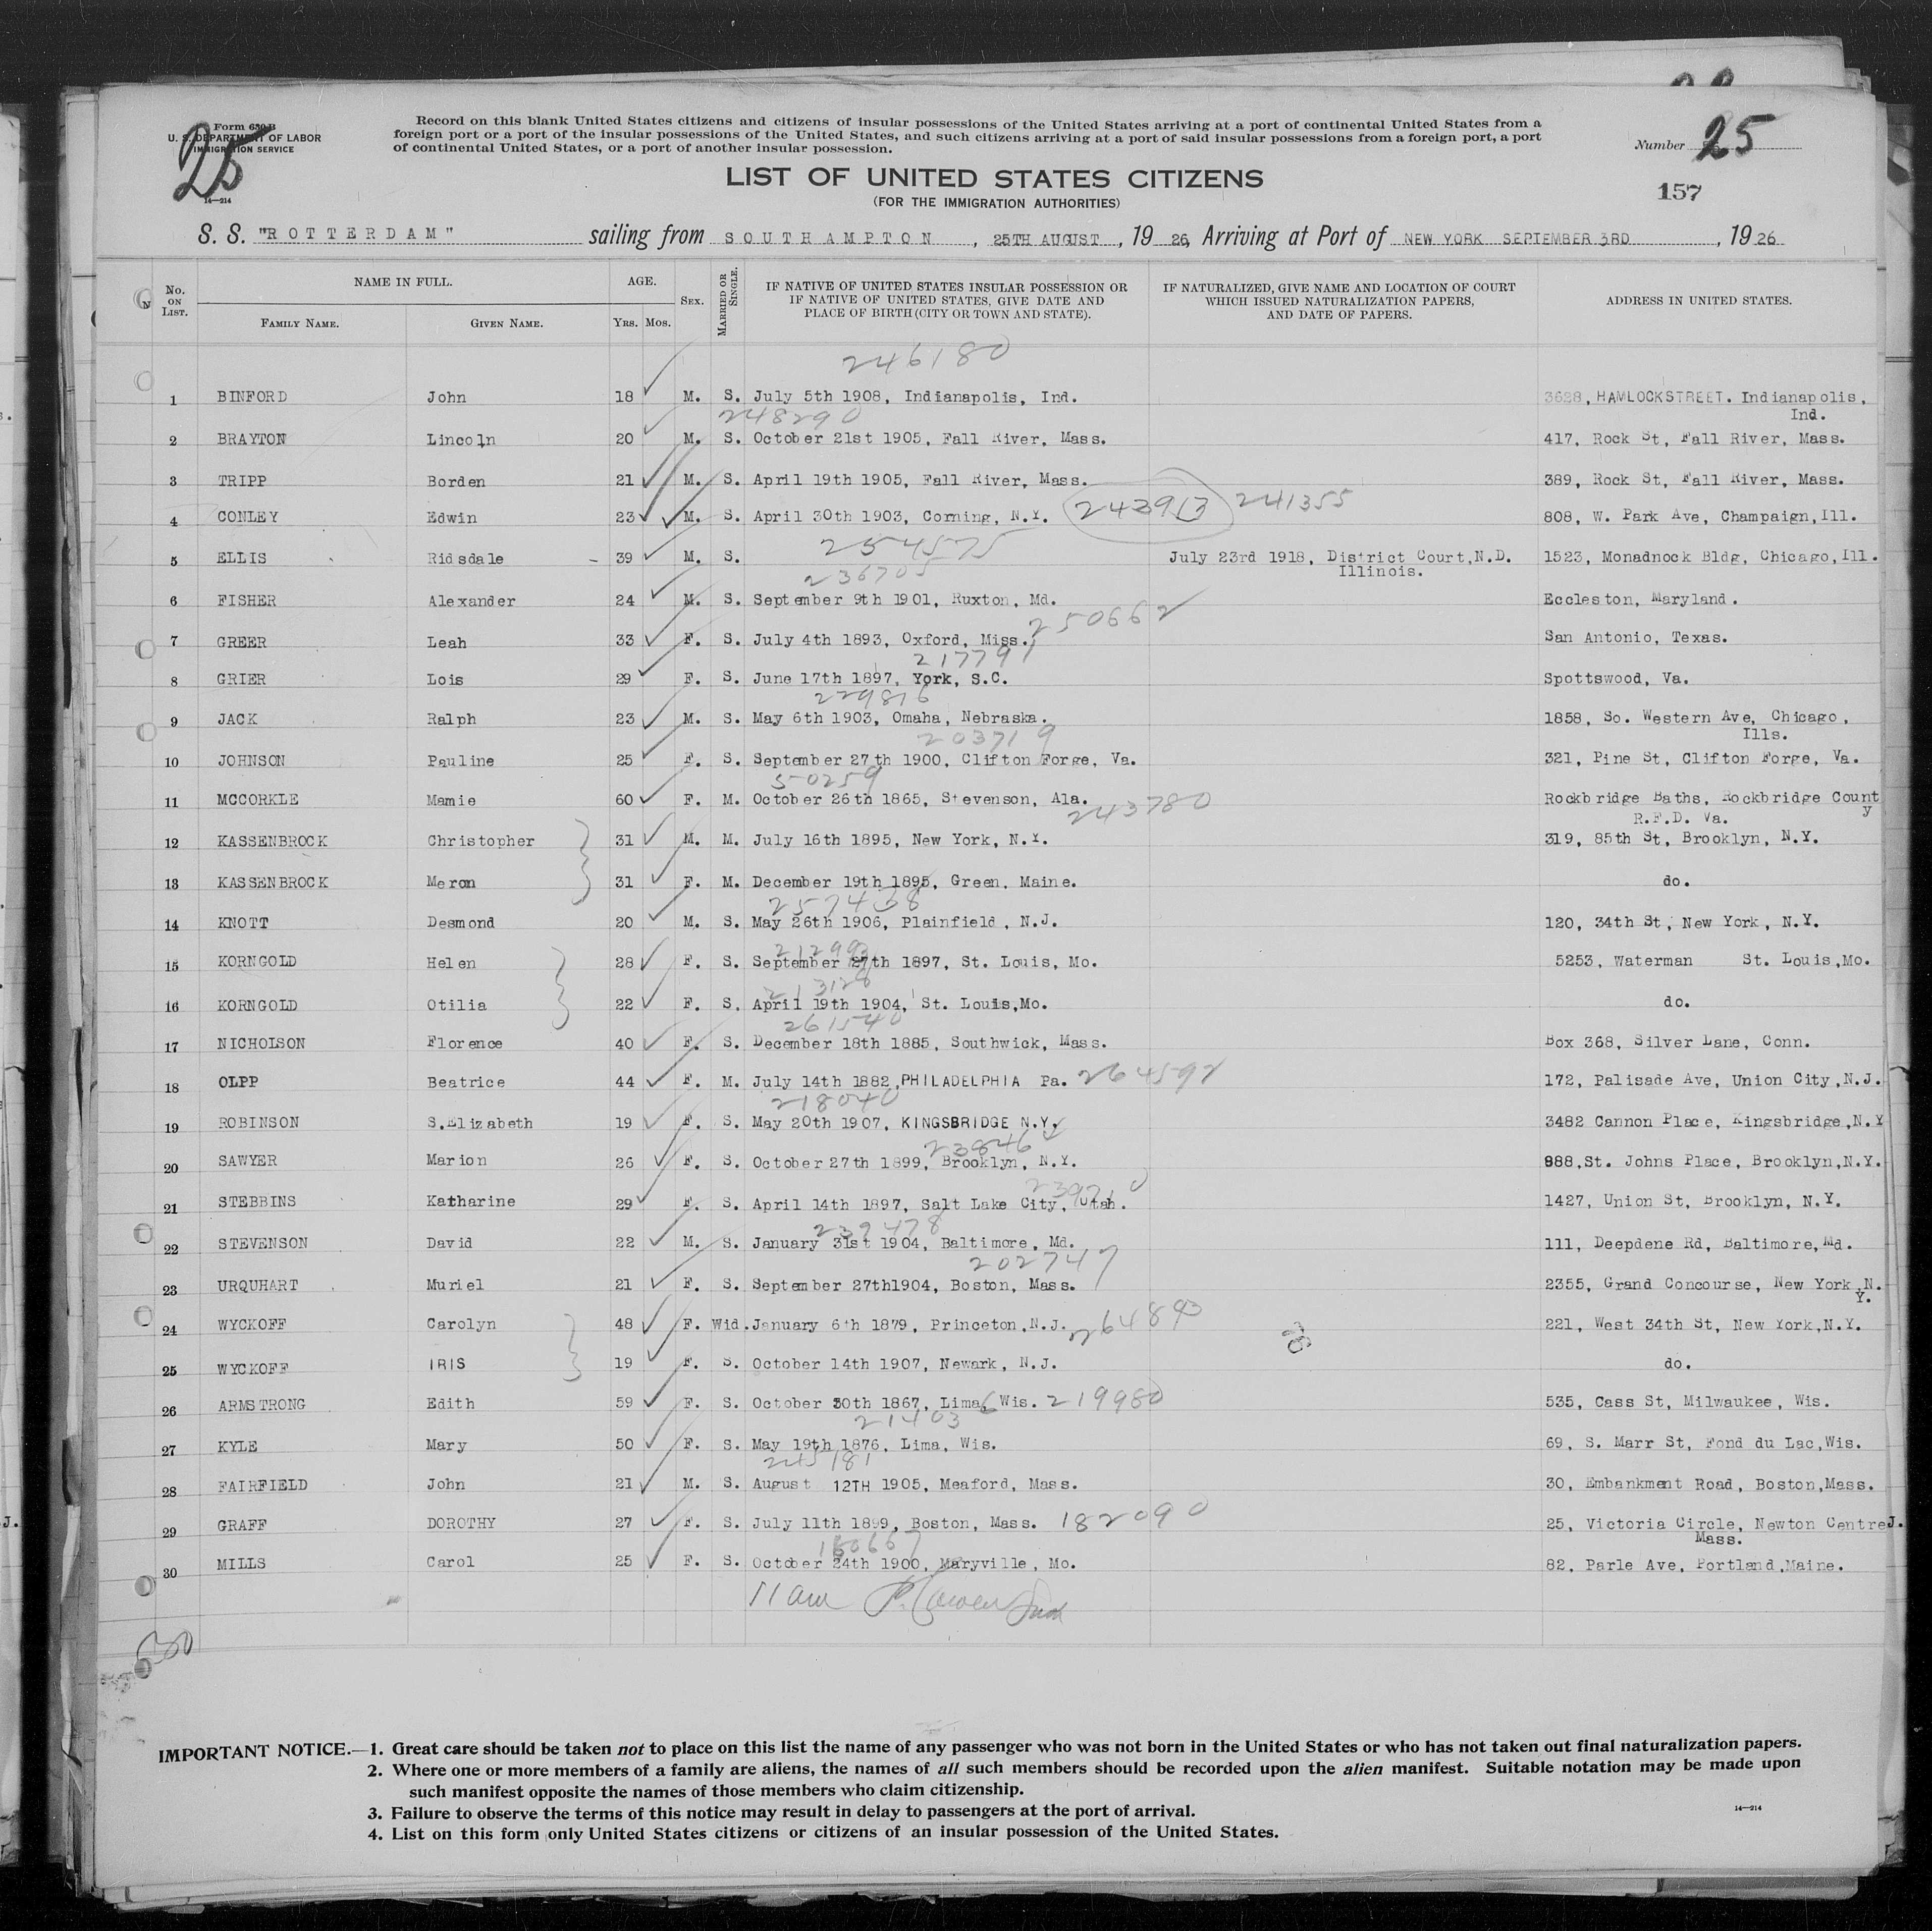 Form 630 B
U. S. DEPARTMENT OF LABOR
IMMIGRATION SERVICE
14—214
25
Record on this blank United States citizens and citizens of insular possessions of the United States arriving at a port of continental United States from a
foreign port or a port of the insular possessions of the United States, and such citizens arriving at a port of said insular possessions from a foreign port, a port
of continental United States, or a port of another insular possession.
Number 25
157
LIST OF UNITED STATES CITIZENS
(FOR THE IMMIGRATION AUTHORITIES)
S. S. "ROTTERDAM" sailing from SOUTHAMPTON, 25TH AUGUST, 19 26, Arriving at Port of NEW YORK SEPTEMBER 3RD, 19 26
No. ON LIST. NAME IN FULL. FAMILY NAME. GIVEN NAME. AGE. YRS. MOS. SEX. MARRIED OR SINGLE. IF NATIVE OF UNITED STATES INSULAR POSSESSION OR IF NATIVE OF UNITED STATES, GIVE DATE AND PLACE OF BIRTH (CITY OR TOWN AND STATE). IF NATURALIZED, GIVE NAME AND LOCATION OF COURT WHICH ISSUED NATURALIZATION PAPERS, AND DATE OF PAPERS. ADDRESS IN UNITED STATES.
246180
1 BINFORD John 18 M. S. July 5th 1908, Indianapolis, Ind. 3628, HAMLOCKSTREET. Indianapolis, Ind.
248290
2 BRAYTON Lincoln 20 M. S. October 21st 1905, Fall River, Mass. 417, Rock St, Fall River, Mass.
3 TRIPP Borden 21 M. S. April 19th 1905, Fall River, Mass. 389, Rock St, Fall River, Mass.
4 CONLEY Edwin 23 M. S. April 30th 1903, Corning, N.Y. 243913 241355 808, W. Park Ave, Champaign, Ill.
254575
5 ELLIS Ridsdale - 39 M. S. July 23rd 1918, District Court, N.D. Illinois. 1523, Monadnock Bldg, Chicago, Ill.
236705
6 FISHER Alexander 24 M. S. September 9th 1901, Ruxton, Md. Eccleston, Maryland.
250662
7 GREER Leah 33 F. S. July 4th 1893, Oxford, Miss. San Antonio, Texas.
217791
8 GRIER Lois 29 F. S. June 17th 1897, York, S.C. Spottswood, Va.
229816
9 JACK Ralph 23 M. S. May 6th 1903, Omaha, Nebraska. 1858, So. Western Ave, Chicago, Ills.
203719
10 JOHNSON Pauline 25 F. S. September 27th 1900, Clifton Forge, Va. 321, Pine St, Clifton Forge, Va.
50259
11 MCCORKLE Mamie 60 F. M. October 26th 1865, Stevenson, Ala. Rockbridge Baths, Rockbridge County R.F.D. Va.
243780
12 KASSENBROCK Christopher 31 M. M. July 16th 1895, New York, N.Y. 319, 85th St, Brooklyn, N.Y.
13 KASSENBROCK Meron 31 F. M. December 19th 1895, Green, Maine. do.
257438
14 KNOTT Desmond 20 M. S. May 26th 1906, Plainfield, N.J. 120, 34th St, New York, N.Y.
15 KORNGOLD Helen 28 F. S. September 27th 1897, St. Louis, Mo. 5253, Waterman St. Louis, Mo.
213128
16 KORNGOLD Otilia 22 F. S. April 19th 1904, St. Louis, Mo. do.
261540
17 NICHOLSON Florence 40 F. S. December 18th 1885, Southwick, Mass. Box 368, Silver Lane, Conn.
18 OLPP Beatrice 44 F. M. July 14th 1882, PHILADELPHIA Pa. 264592 172, Palisade Ave, Union City, N.J.
218040
19 ROBINSON S.Elizabeth 19 F. S. May 20th 1907, KINGSBRIDGE N.Y. 3482 Cannon Place, Kingsbridge, N.Y
20 SAWYER Marion 26 F. S. October 27th 1899, Brooklyn, N.Y. 888, St. Johns Place, Brooklyn, N.Y.
21 STEBBINS Katharine 29 F. S. April 14th 1897, Salt Lake City, Utah. 1427, Union St, Brooklyn, N.Y.
239478
22 STEVENSON David 22 M. S. January 31st 1904, Baltimore, Md. 111, Deepdene Rd, Baltimore, Md.
202747
23 URQUHART Muriel 21 F. S. September 27th1904, Boston, Mass. 2355, Grand Concourse, New York, N. Y.
24 WYCKOFF Carolyn 48 F. Wid. January 6th 1879, Princeton, N.J. 264893 221, West 34th St, New York, N.Y.
25 WYCKOFF IRIS 19 F. S. October 14th 1907, Newark, N.J. do.
26 ARMSTRONG Edith 59 F. S. October 30th 1867, Lima, Wis. 219980 535, Cass St, Milwaukee, Wis.
21403
27 KYLE Mary 50 F. S. May 19th 1876, Lima, Wis. 69, S. Marr St, Fond du Lac, Wis.
245181
28 FAIRFIELD John 21 M. S. August 12TH 1905, Meaford, Mass. 30, Embankment Road, Boston, Mass.
29 GRAFF DOROTHY 27 F. S. July 11th 1899, Boston, Mass. 182090 25, Victoria Circle, Newton Centre Mass.
30 MILLS Carol 25 F. S. October 24th 1900, Maryville, Mo. 82, Parle Ave, Portland, Maine.
IMPORTANT NOTICE.—1. Great care should be taken not to place on this list the name of any passenger who was not born in the United States or who has not taken out final naturalization papers.
2. Where one or more members of a family are aliens, the names of all such members should be recorded upon the alien manifest. Suitable notation may be made upon
such manifest opposite the names of those members who claim citizenship.
3. Failure to observe the terms of this notice may result in delay to passengers at the port of arrival.
14—214
4. List on this form only United States citizens or citizens of an insular possession of the United States.